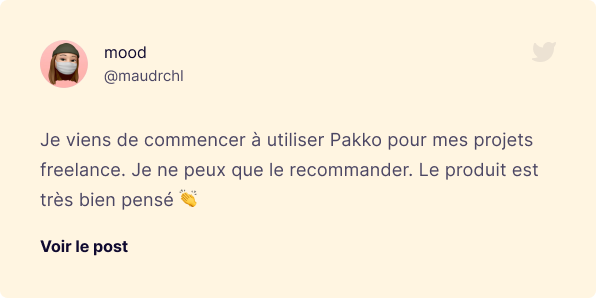 mood
@maudrchl
Je viens de commencer à utiliser Pakko pour mes projets
freelance. Je ne peux que le recommander. Le produit est
très bien pensé 👏
Voir le post